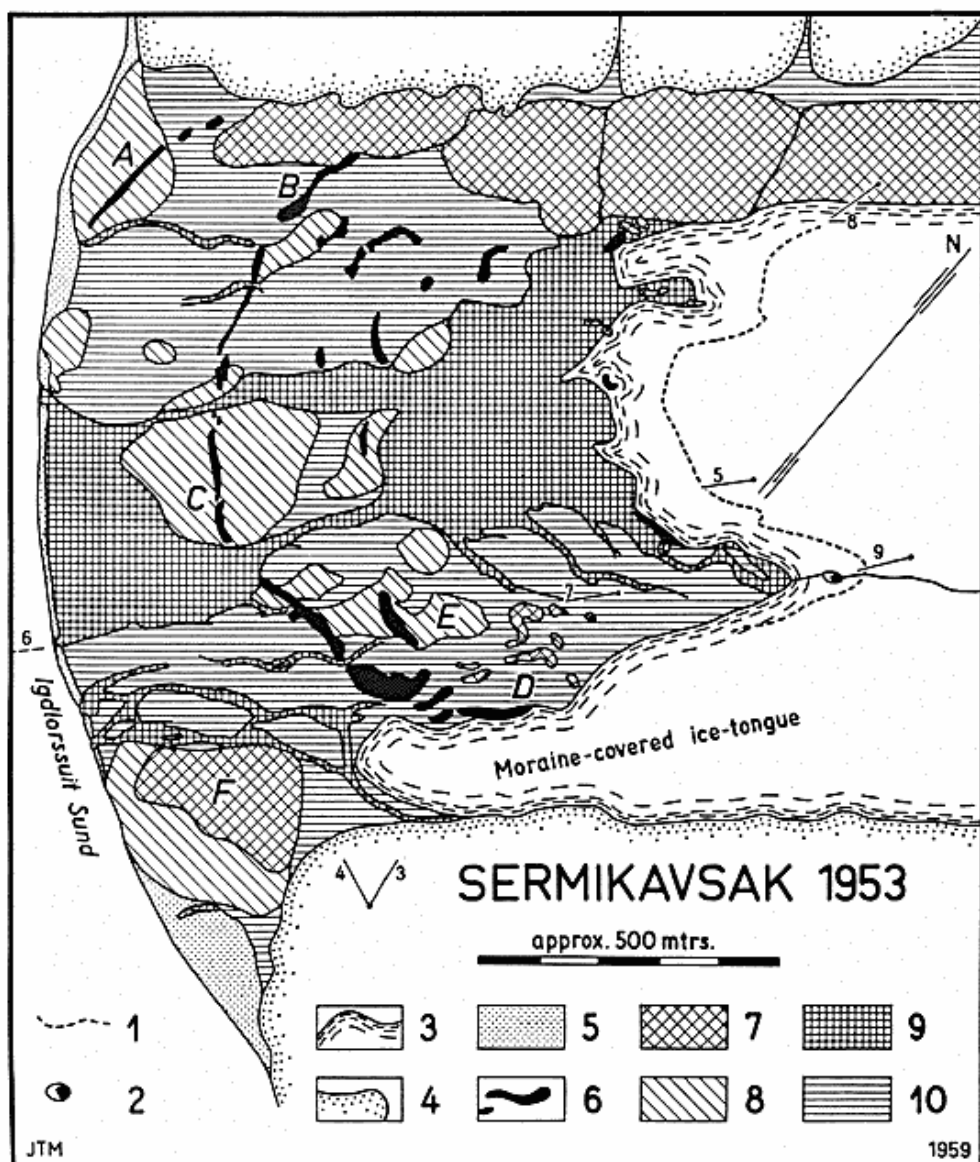 A
B
8
N
C
5
9
7
E
6
D
Igdlorssuit Sund
Moraine-covered ice-tongue
F
4 3
SERMIKAVSAK 1953
approx. 500 mtrs.
1 3 5 7 9
2 4 6 8 10
JTM 1959